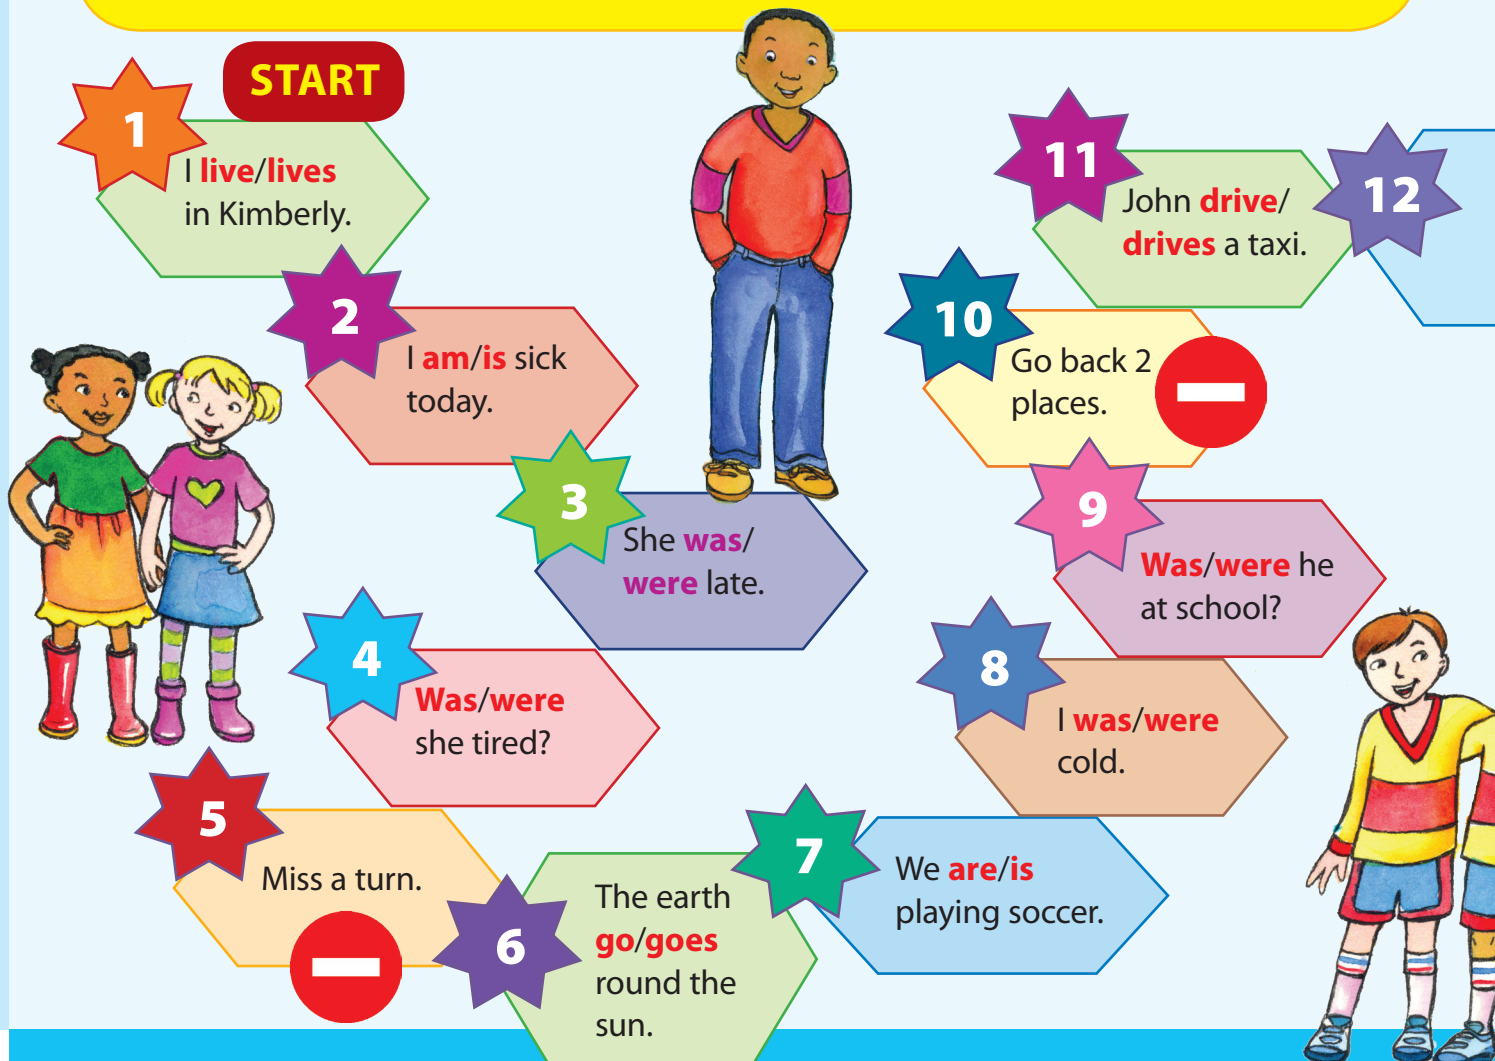 START
1
I live/lives
in Kimberly.
2
I am/is sick
today.
3
She was/
were late.
4
Was/were
she tired?
5
Miss a turn.
6
The earth
go/goes
round the
sun.
7
We are/is
playing soccer.
8
I was/were
cold.
9
Was/were he
at school?
10
Go back 2
places.
11
John drive/
drives a taxi.
12